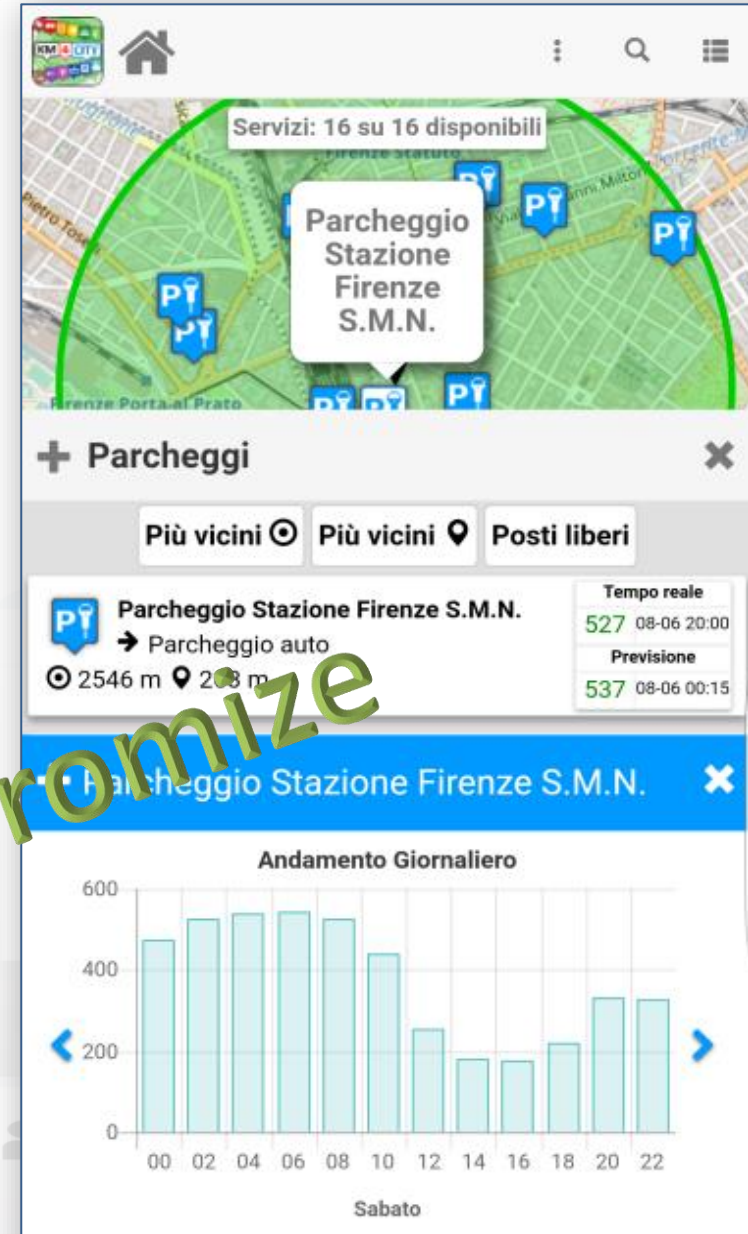 KM 4 CITY
Servizi: 16 su 16 disponibili
Firenze Statuto
Parcheggio
Stazione
Firenze
S.M.N.
Firenze Porta al Prato
Parcheggi
Più vicini
Più vicini
Posti liberi
Parcheggio Stazione Firenze S.M.N.
Parcheggio auto
2546 m
Tempo reale
527 08-06 20:00
Previsione
537 08-06 00:15
romize
Parcheggio Stazione Firenze S.M.N.
Andamento Giornaliero
600
400
200
0
00 02 04 06 08 10 12 14 16 18 20 22
Sabato